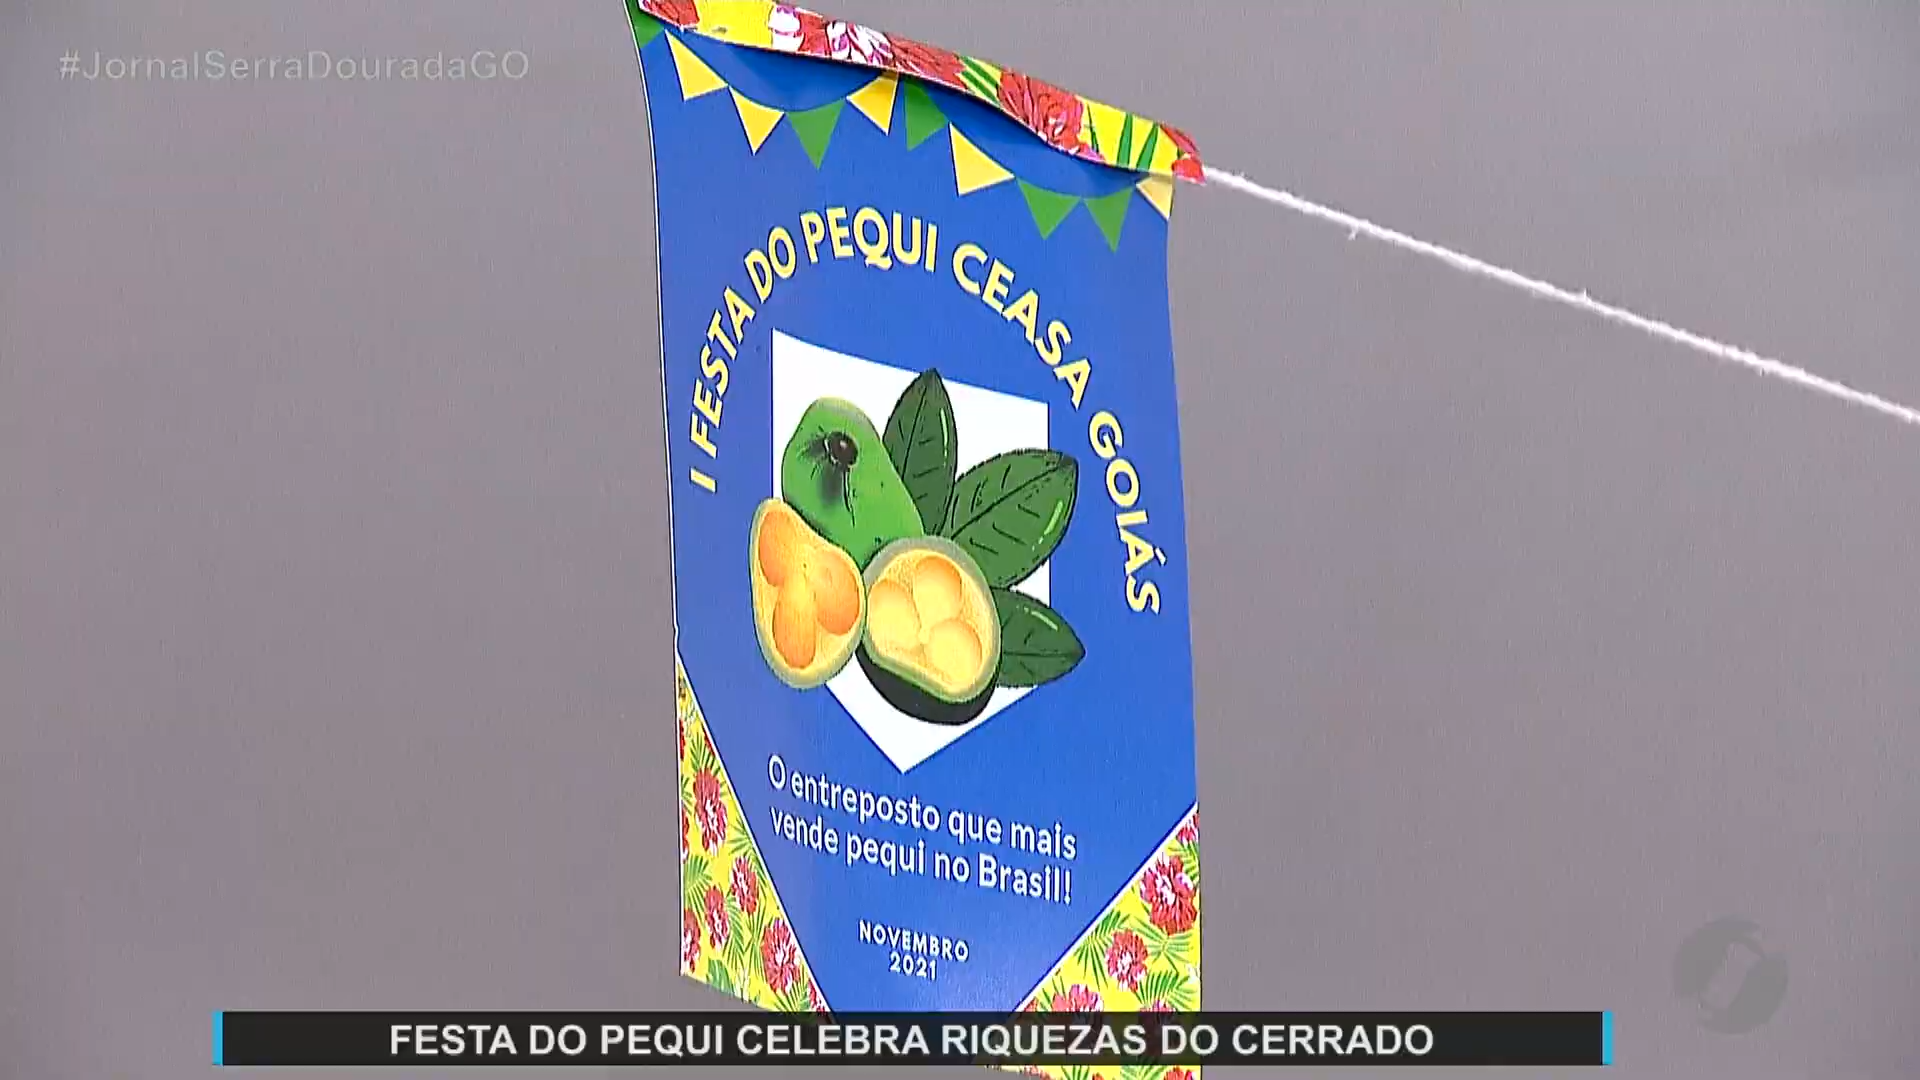 #JornalSerraDouradaGO
I FESTA DO PEQUI CEASA GOIÁS
O entreposto que mais
vende pequi no Brasil!
NOVEMBRO
2021
FESTA DO PEQUI CELEBRA RIQUEZAS DO CERRADO